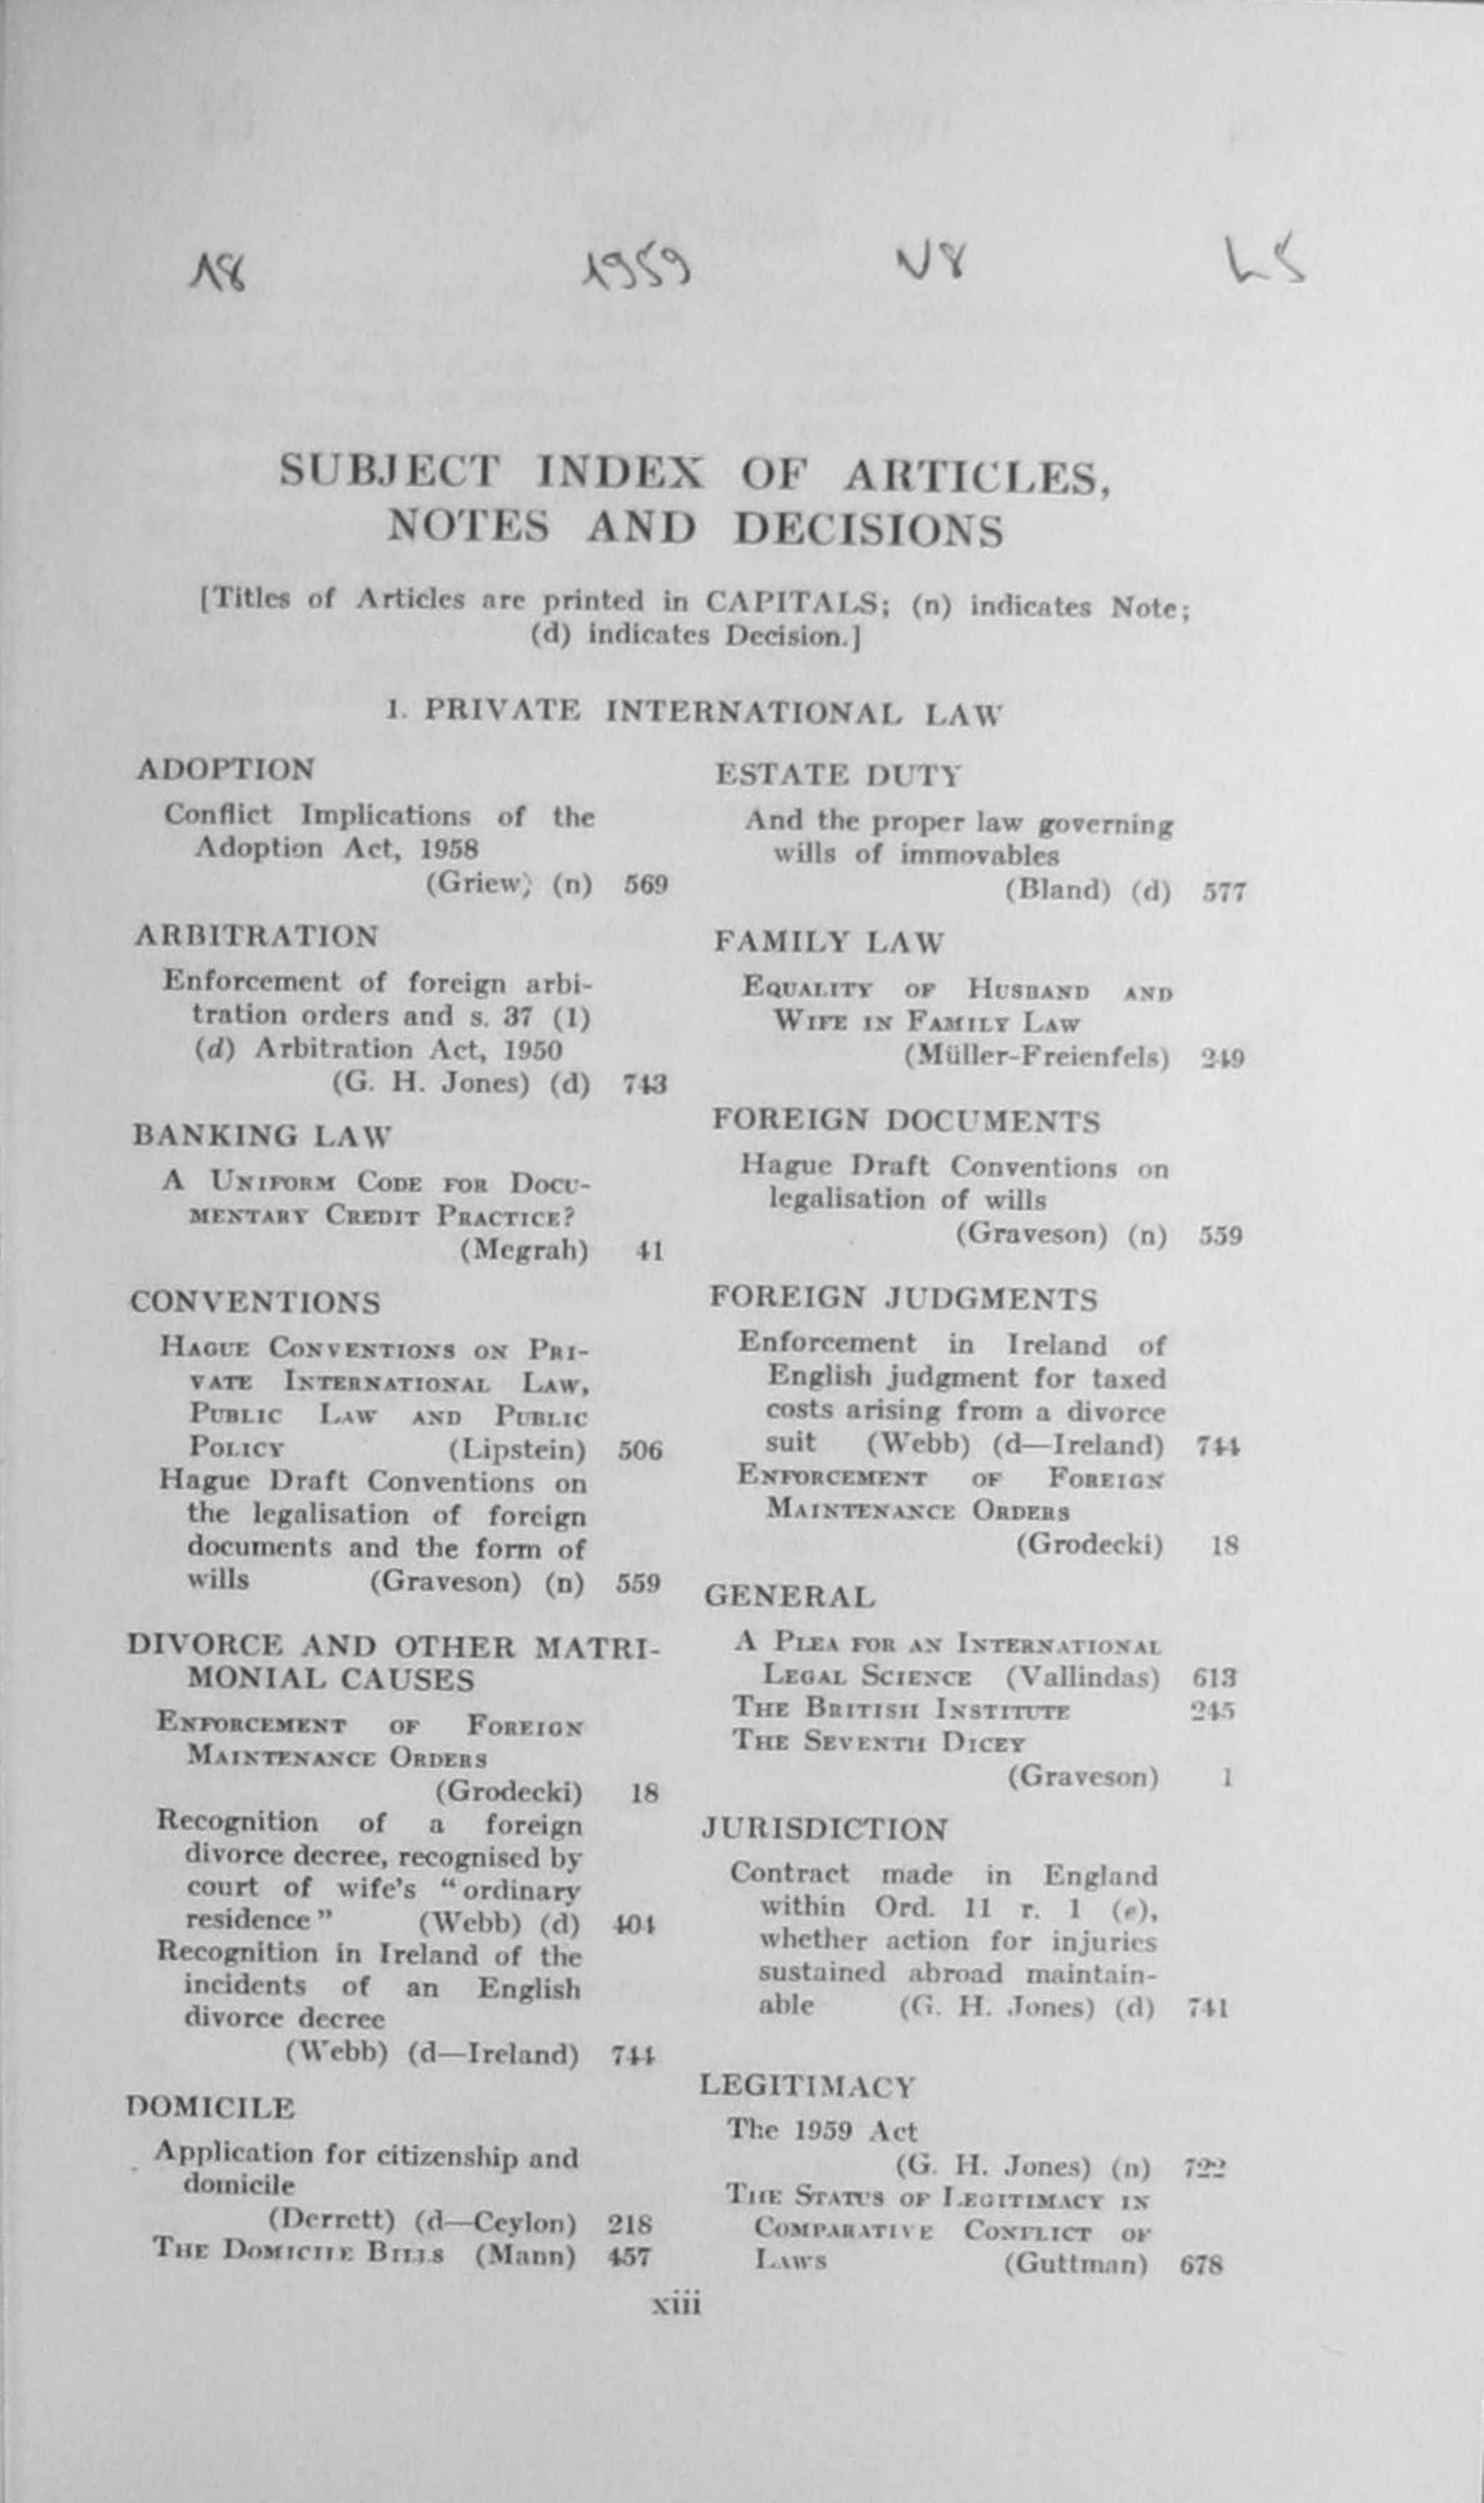 18 1959 V8 LS
SUBJECT INDEX OF ARTICLES,
NOTES AND DECISIONS
[Titles of Articles are printed in CAPITALS; (n) indicates Note;
(d) indicates Decision.]
1. PRIVATE INTERNATIONAL LAW
ADOPTION
Conflict Implications of the
Adoption Act, 1958
(Griew) (n) 569
ARBITRATION
Enforcement of foreign arbi-
tration orders and s. 37 (1)
(d) Arbitration Act, 1950
(G. H. Jones) (d) 743
BANKING LAW
A UNIFORM CODE FOR DOCU-
MENTARY CREDIT PRACTICE?
(Megrah) 41
CONVENTIONS
HAGUE CONVENTIONS ON PRI-
VATE INTERNATIONAL LAW,
PUBLIC LAW AND PUBLIC
POLICY (Lipstein) 506
Hague Draft Conventions on
the legalisation of foreign
documents and the form of
wills (Graveson) (n) 559
DIVORCE AND OTHER MATRI-
MONIAL CAUSES
ENFORCEMENT OF FOREIGN
MAINTENANCE ORDERS
(Grodecki) 18
Recognition of a foreign
divorce decree, recognised by
court of wife's "ordinary
residence" (Webb) (d) 404
Recognition in Ireland of the
incidents of an English
divorce decree
(Webb) (d—Ireland) 744
DOMICILE
Application for citizenship and
domicile
(Derrett) (d—Ceylon) 218
THE DOMICILE BILLS (Mann) 457
ESTATE DUTY
And the proper law governing
wills of immovables
(Bland) (d) 577
FAMILY LAW
EQUALITY OF HUSBAND AND
WIFE IN FAMILY LAW
(Müller-Freienfels) 249
FOREIGN DOCUMENTS
Hague Draft Conventions on
legalisation of wills
(Graveson) (n) 559
FOREIGN JUDGMENTS
Enforcement in Ireland of
English judgment for taxed
costs arising from a divorce
suit (Webb) (d—Ireland) 744
ENFORCEMENT OF FOREIGN
MAINTENANCE ORDERS
(Grodecki) 18
GENERAL
A PLEA FOR AN INTERNATIONAL
LEGAL SCIENCE (Vallindas) 613
THE BRITISH INSTITUTE 245
THE SEVENTH DICEY
(Graveson) 1
JURISDICTION
Contract made in England
within Ord. 11 r. 1 (e),
whether action for injuries
sustained abroad maintain-
able (G. H. Jones) (d) 741
LEGITIMACY
The 1959 Act
(G. H. Jones) (n) 722
THE STATUS OF LEGITIMACY IN
COMPARATIVE CONFLICT OF
LAWS (Guttman) 678
xiii